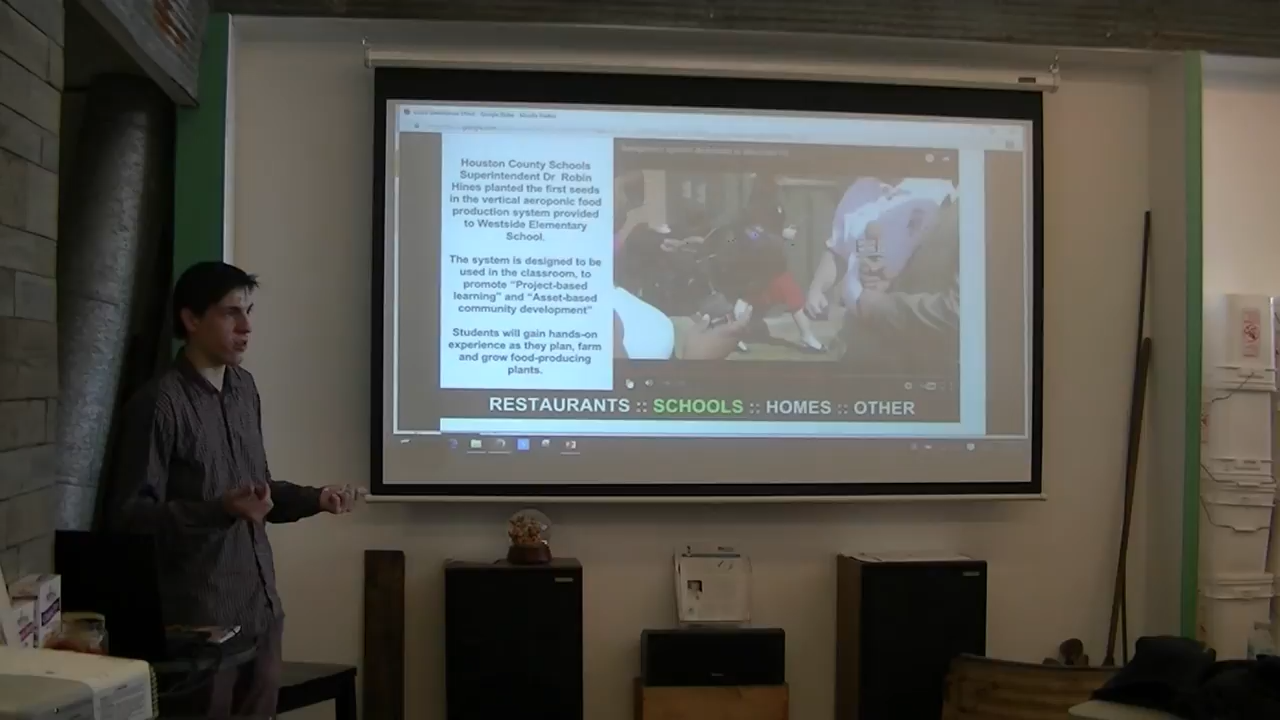 Houston County Schools
Superintendent Dr Robin
Hines planted the first seeds
in the vertical aeroponic food
production system provided
to Westside Elementary
School.
The system is designed to be
used in the classroom, to
promote “Project-based
learning” and “Asset-based
community development”
Students will gain hands-on
experience as they plan, farm
and grow food-producing
plants.
RESTAURANTS :: SCHOOLS :: HOMES :: OTHER